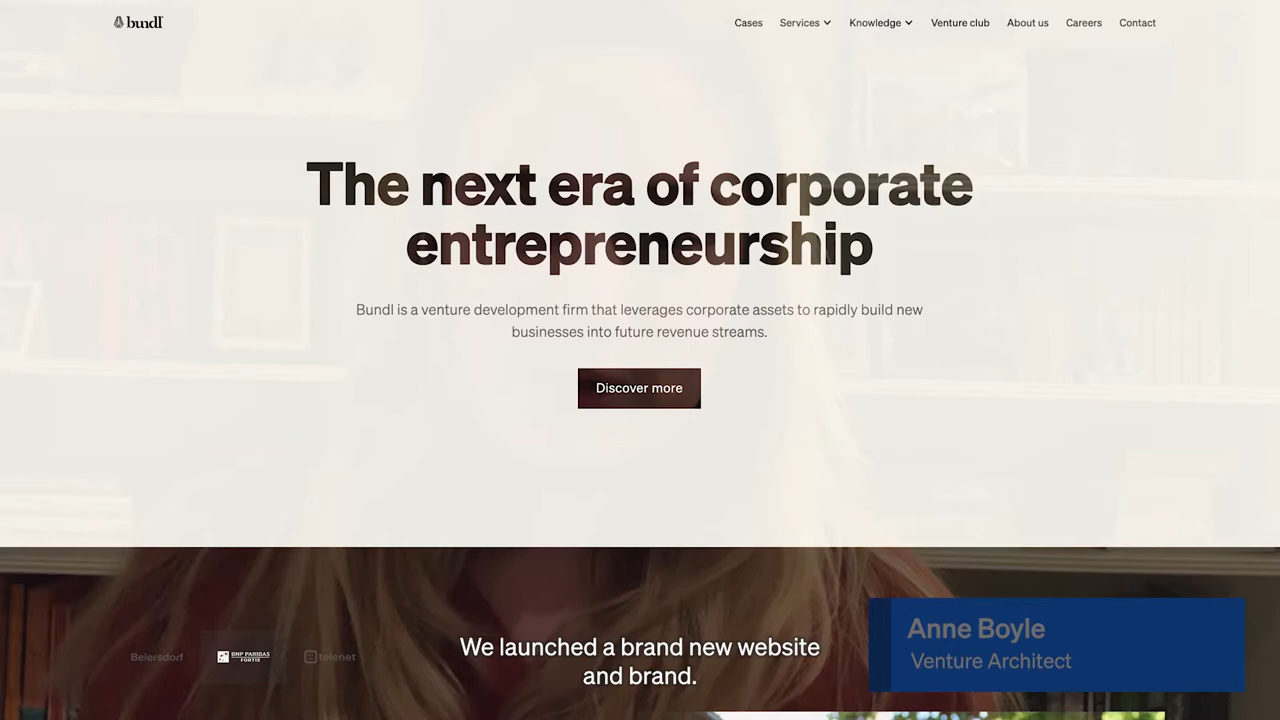 bundl
Cases Services Knowledge Venture club About us Careers Contact
The next era of corporate
entrepreneurship
Bundl is a venture development firm that leverages corporate assets to rapidly build new
businesses into future revenue streams.
Discover more
Beiersdorf
BNP PARIBAS
FORTIS
telenet
We launched a brand new website
and brand.
Anne Boyle
Venture Architect